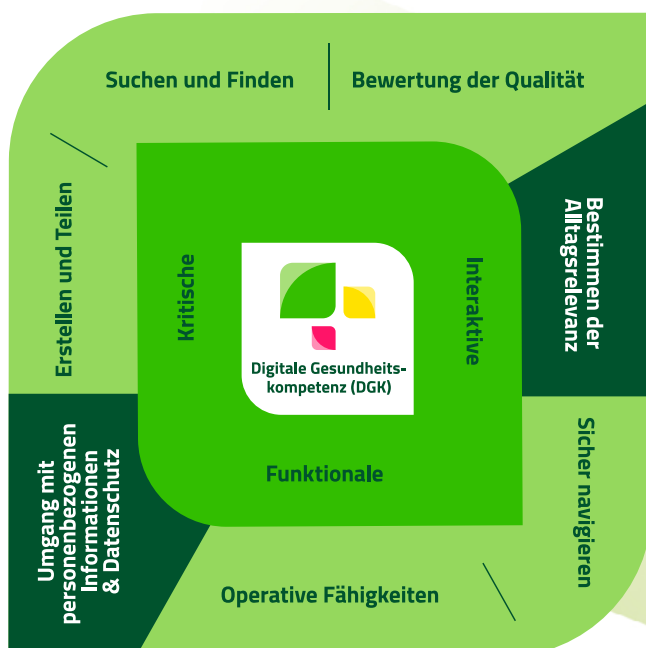 Suchen und Finden
Bewertung der Qualität
Bestimmen der
Alltagsrelevanz
Sicher navigieren
Operative Fähigkeiten
Umgang mit
personenbezogenen
Informationen
& Datenschutz
Erstellen und Teilen
Kritische
Interaktive
Funktionale
Digitale Gesundheits-
kompetenz (DGK)